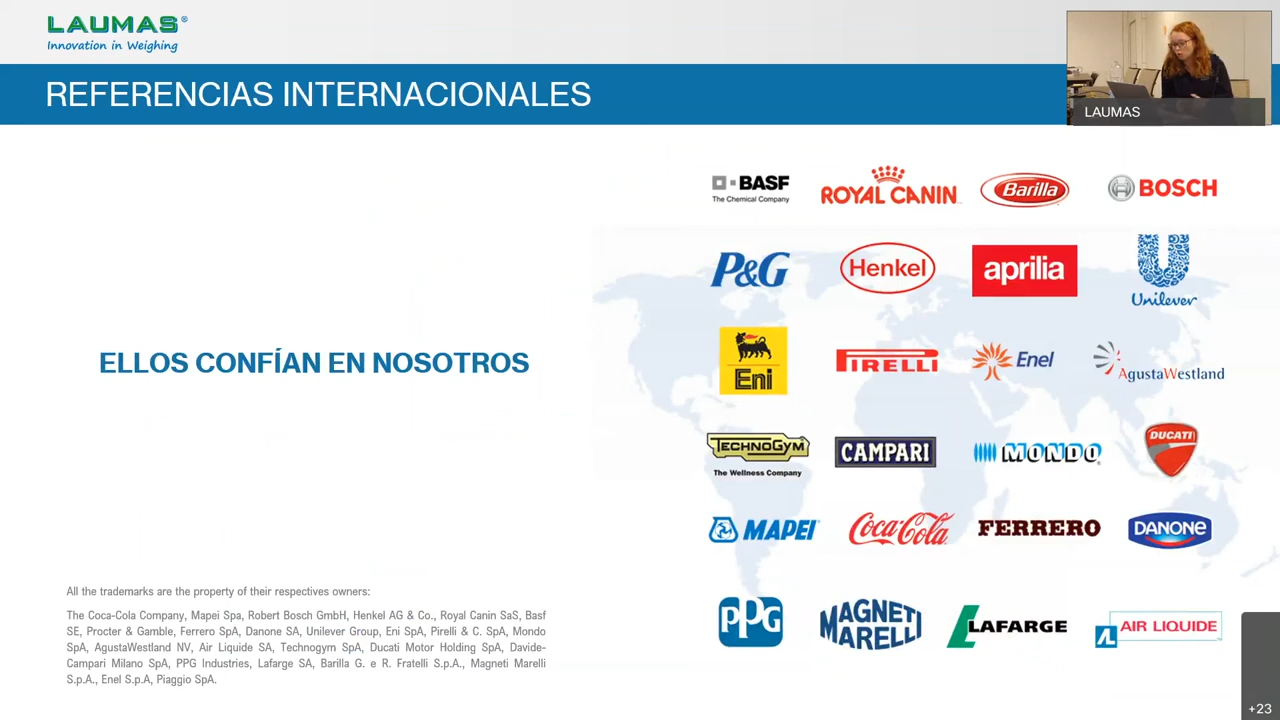 LAUMAS®
Innovation in Weighing
REFERENCIAS INTERNACIONALES
LAUMAS
BASF
The Chemical Company
ROYAL CANIN
Barilla
BOSCH
P&G
Henkel
aprilia
Unilever
Eni
PIRELLI
Enel
AgustaWestland
ELLOS CONFÍAN EN NOSOTROS
TECHNOGYM
The Wellness Company
CAMPARI
MONDO
DUCATI
MAPEI
Coca-Cola
FERRERO
DANONE
All the trademarks are the property of their respectives owners:
The Coca-Cola Company, Mapei Spa, Robert Bosch GmbH, Henkel AG & Co., Royal Canin SaS, Basf
SE, Procter & Gamble, Ferrero SpA, Danone SA, Unilever Group, Eni SpA, Pirelli & C. SpA, Mondo
SpA, AgustaWestland NV, Air Liquide SA, Technogym SpA, Ducati Motor Holding SpA, Davide-
Campari Milano SpA, PPG Industries, Lafarge SA, Barilla G. e R. Fratelli S.p.A., Magneti Marelli
S.p.A., Enel S.p.A, Piaggio SpA.
PPG
MAGNETI
MARELLI
LAFARGE
AIR LIQUIDE
+23